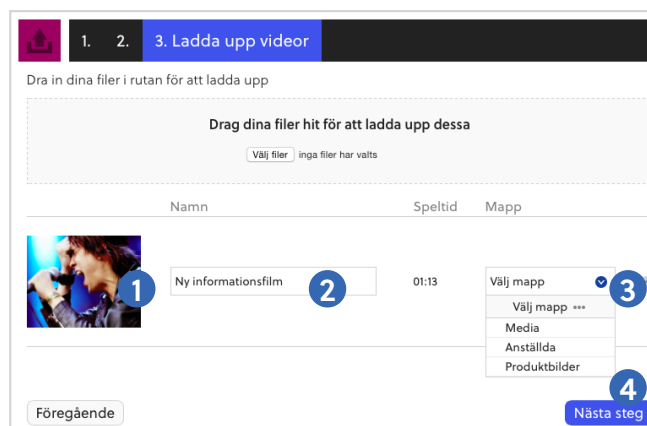 1. 2. 3. Ladda upp videor
Dra in dina filer i rutan för att ladda upp
Drag dina filer hit för att ladda upp dessa
Välj filer inga filer har valts
Namn Speltid Mapp
1 Ny informationsfilm 2 01:13 Välj mapp 3
Välj mapp •••
Media
Anställda
Produktbilder
4
Föregående Nästa steg